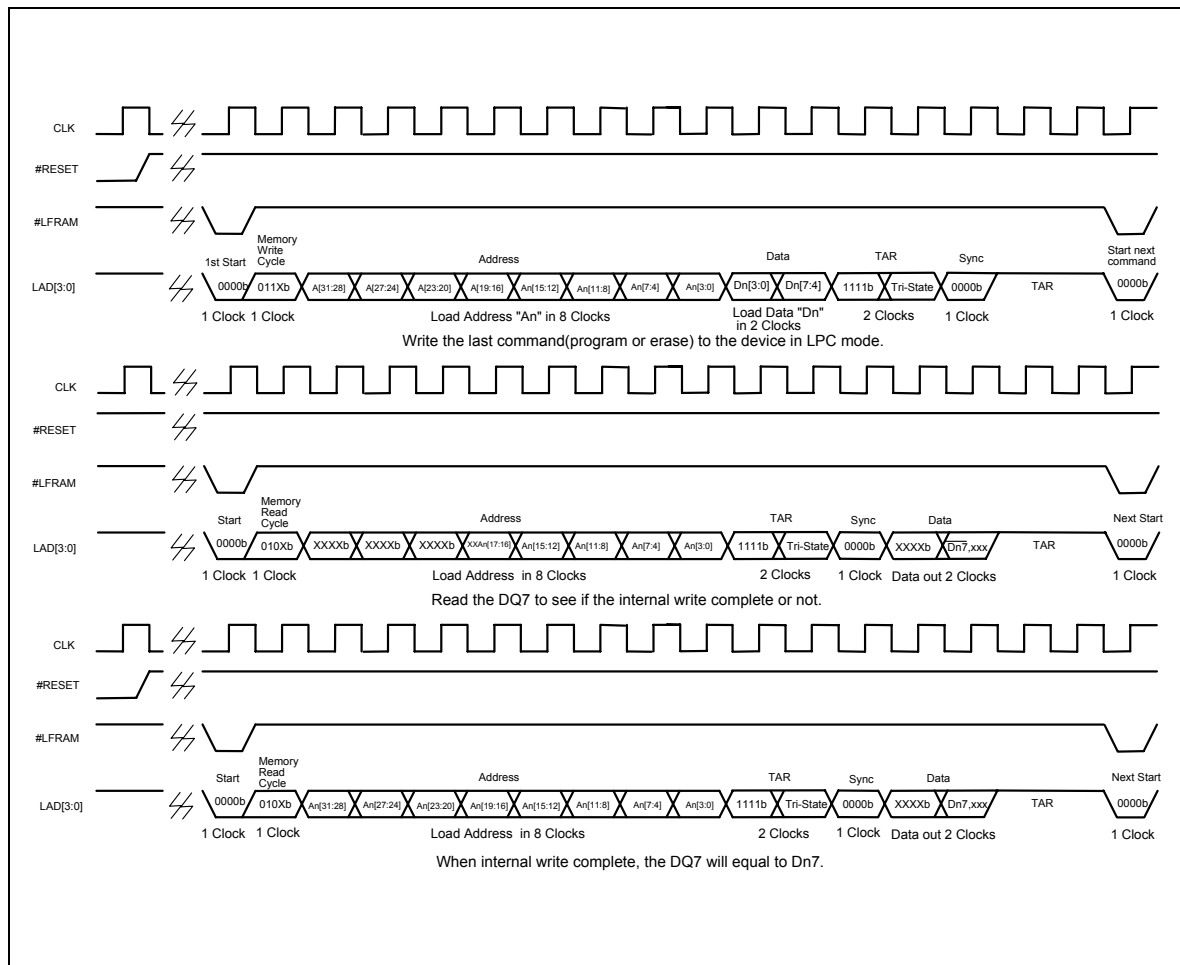 CLK
#RESET
#LFRAM
Memory
Write
Cycle
1st Start
Address
Data
TAR
Sync
Start next
command
LAD[3:0]
0000b 011Xb A[31:28] A[27:24] A[23:20] A[19:16] An[15:12] An[11:8] An[7:4] An[3:0] Dn[3:0] Dn[7:4] 1111b Tri-State 0000b TAR 0000b
1 Clock 1 Clock Load Address "An" in 8 Clocks Load Data "Dn"
in 2 Clocks 2 Clocks 1 Clock 1 Clock
Write the last command(program or erase) to the device in LPC mode.
CLK
#RESET
#LFRAM
Memory
Read
Cycle
Start Address TAR Sync Data Next Start
LAD[3:0] 0000b 010Xb XXXXb XXXXb XXXXb XXAn[17:16] An[15:12] An[11:8] An[7:4] An[3:0] 1111b Tri-State 0000b XXXXb Dn7,xxx TAR 0000b
1 Clock 1 Clock Load Address in 8 Clocks 2 Clocks 1 Clock Data out 2 Clocks 1 Clock
Read the DQ7 to see if the internal write complete or not.
CLK
#RESET
#LFRAM
Memory
Read
Cycle
Start Address TAR Sync Data Next Start
LAD[3:0] 0000b 010Xb An[31:28] An[27:24] An[23:20] An[19:16] An[15:12] An[11:8] An[7:4] An[3:0] 1111b Tri-State 0000b XXXXb Dn7,xxx TAR 0000b
1 Clock 1 Clock Load Address in 8 Clocks 2 Clocks 1 Clock Data out 2 Clocks 1 Clock
When internal write complete, the DQ7 will equal to Dn7.